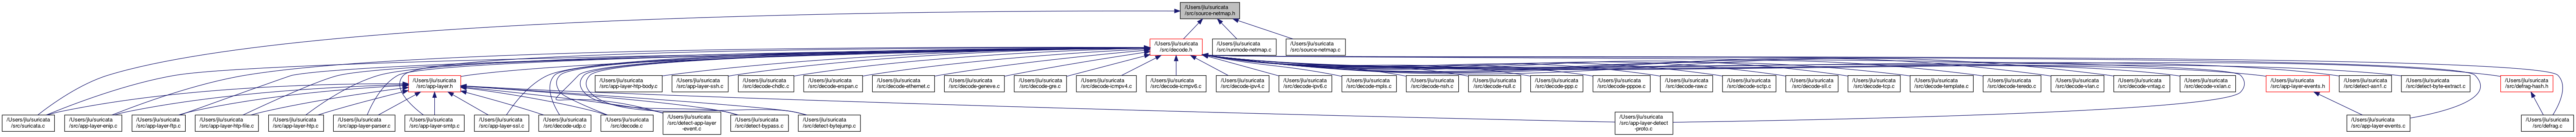 /Users/jlu/suricata
/src/source-netmap.h
/Users/jlu/suricata
/src/decode.h
/Users/jlu/suricata
/src/runmode-netmap.c
/Users/jlu/suricata
/src/source-netmap.c
/Users/jlu/suricata
/src/app-layer.h
/Users/jlu/suricata
/src/app-layer-htp-body.c
/Users/jlu/suricata
/src/app-layer-ssh.c
/Users/jlu/suricata
/src/decode-chdlc.c
/Users/jlu/suricata
/src/decode-erspan.c
/Users/jlu/suricata
/src/decode-ethernet.c
/Users/jlu/suricata
/src/decode-geneve.c
/Users/jlu/suricata
/src/decode-gre.c
/Users/jlu/suricata
/src/decode-icmpv4.c
/Users/jlu/suricata
/src/decode-icmpv6.c
/Users/jlu/suricata
/src/decode-ipv4.c
/Users/jlu/suricata
/src/decode-ipv6.c
/Users/jlu/suricata
/src/decode-mpls.c
/Users/jlu/suricata
/src/decode-nsh.c
/Users/jlu/suricata
/src/decode-null.c
/Users/jlu/suricata
/src/decode-ppp.c
/Users/jlu/suricata
/src/decode-pppoe.c
/Users/jlu/suricata
/src/decode-raw.c
/Users/jlu/suricata
/src/decode-sctp.c
/Users/jlu/suricata
/src/decode-sll.c
/Users/jlu/suricata
/src/decode-tcp.c
/Users/jlu/suricata
/src/decode-template.c
/Users/jlu/suricata
/src/decode-teredo.c
/Users/jlu/suricata
/src/decode-vlan.c
/Users/jlu/suricata
/src/decode-vntag.c
/Users/jlu/suricata
/src/decode-vxlan.c
/Users/jlu/suricata
/src/app-layer-events.h
/Users/jlu/suricata
/src/detect-asn1.c
/Users/jlu/suricata
/src/detect-byte-extract.c
/Users/jlu/suricata
/src/defrag-hash.h
/Users/jlu/suricata
/src/suricata.c
/Users/jlu/suricata
/src/app-layer-enip.c
/Users/jlu/suricata
/src/app-layer-ftp.c
/Users/jlu/suricata
/src/app-layer-htp-file.c
/Users/jlu/suricata
/src/app-layer-htp.c
/Users/jlu/suricata
/src/app-layer-parser.c
/Users/jlu/suricata
/src/app-layer-smtp.c
/Users/jlu/suricata
/src/app-layer-ssl.c
/Users/jlu/suricata
/src/decode-udp.c
/Users/jlu/suricata
/src/decode.c
/Users/jlu/suricata
/src/detect-app-layer
-event.c
/Users/jlu/suricata
/src/detect-bypass.c
/Users/jlu/suricata
/src/detect-bytejump.c
/Users/jlu/suricata
/src/app-layer-detect
-proto.c
/Users/jlu/suricata
/src/app-layer-events.c
/Users/jlu/suricata
/src/defrag.c